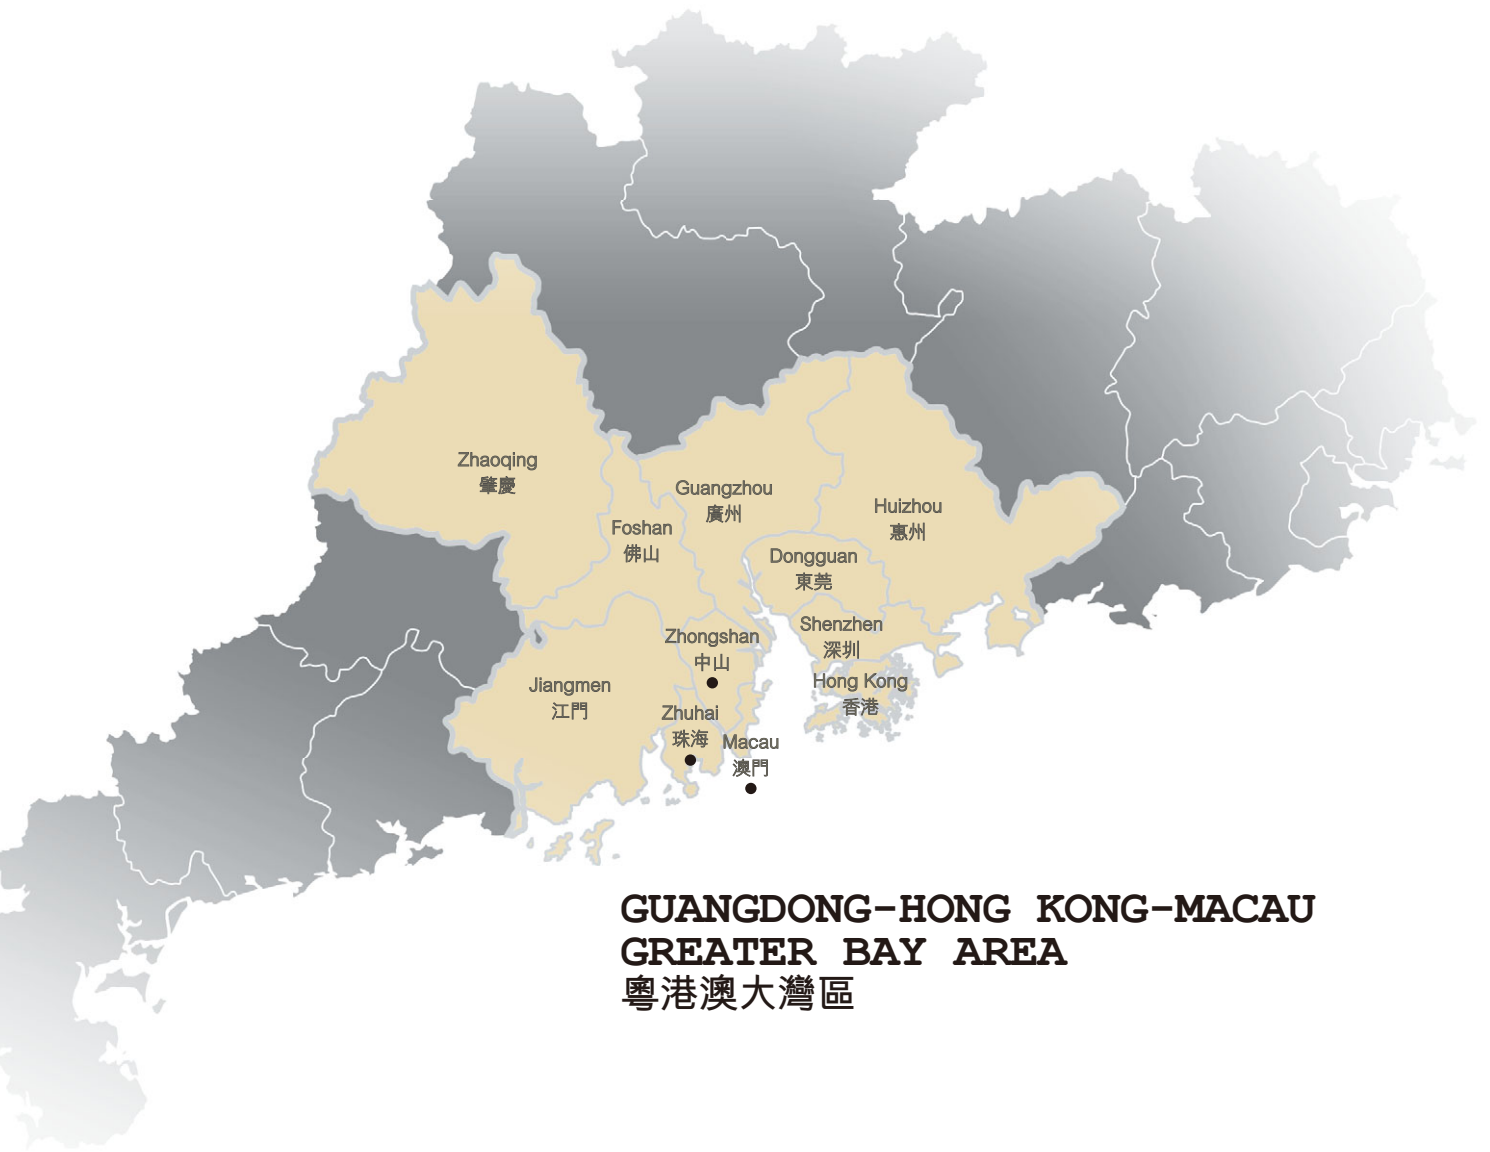 Zhaoqing
肇慶
Guangzhou
廣州
Huizhou
惠州
Foshan
佛山
Dongguan
東莞
Shenzhen
深圳
Zhongshan
中山
Hong Kong
香港
Jiangmen
江門
Zhuhai
珠海
Macau
澳門
GUANGDONG-HONG KONG-MACAU
GREATER BAY AREA
粵港澳大灣區